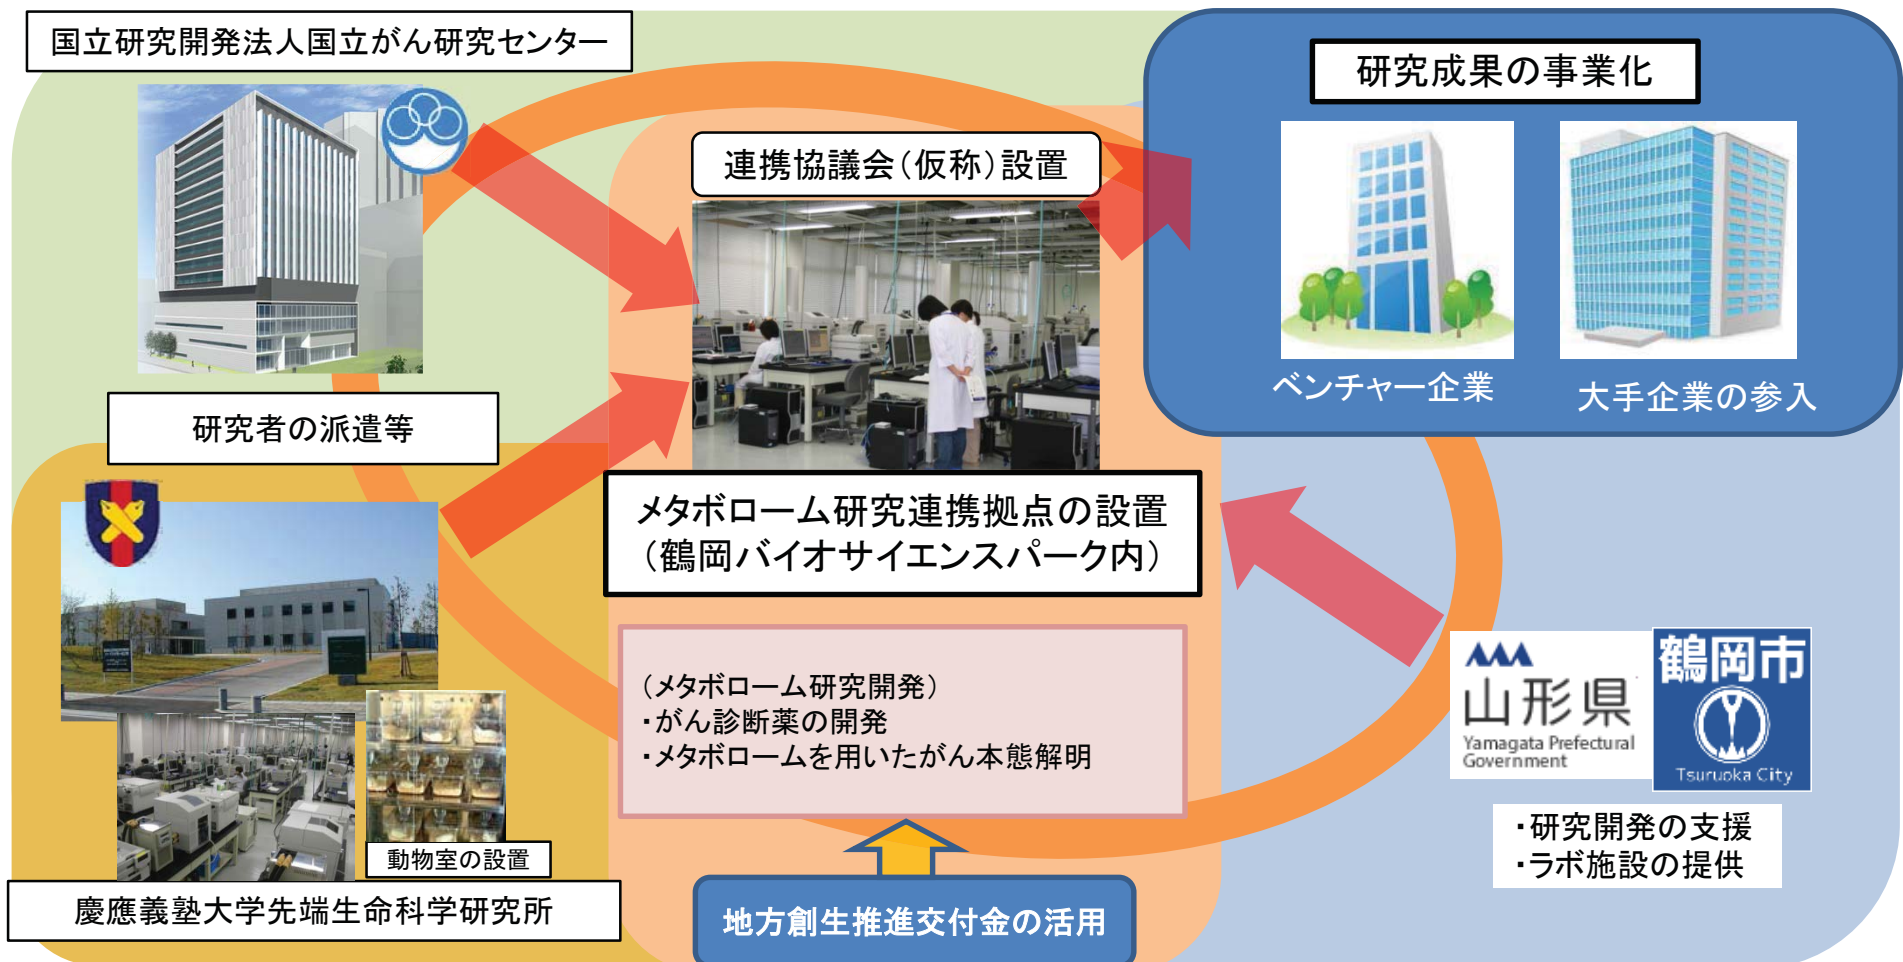 国立研究開発法人国立がん研究センター
研究者の派遣等
動物室の設置
慶應義塾大学先端生命科学研究所
連携協議会（仮称）設置
メタボローム研究連携拠点の設置
（鶴岡バイオサイエンスパーク内）
（メタボローム研究開発）
・がん診断薬の開発
・メタボロームを用いたがん本態解明
地方創生推進交付金の活用
研究成果の事業化
ベンチャー企業
大手企業の参入
山形県
Yamagata Prefectural
Government
鶴岡市
Tsuruoka City
・研究開発の支援
・ラボ施設の提供